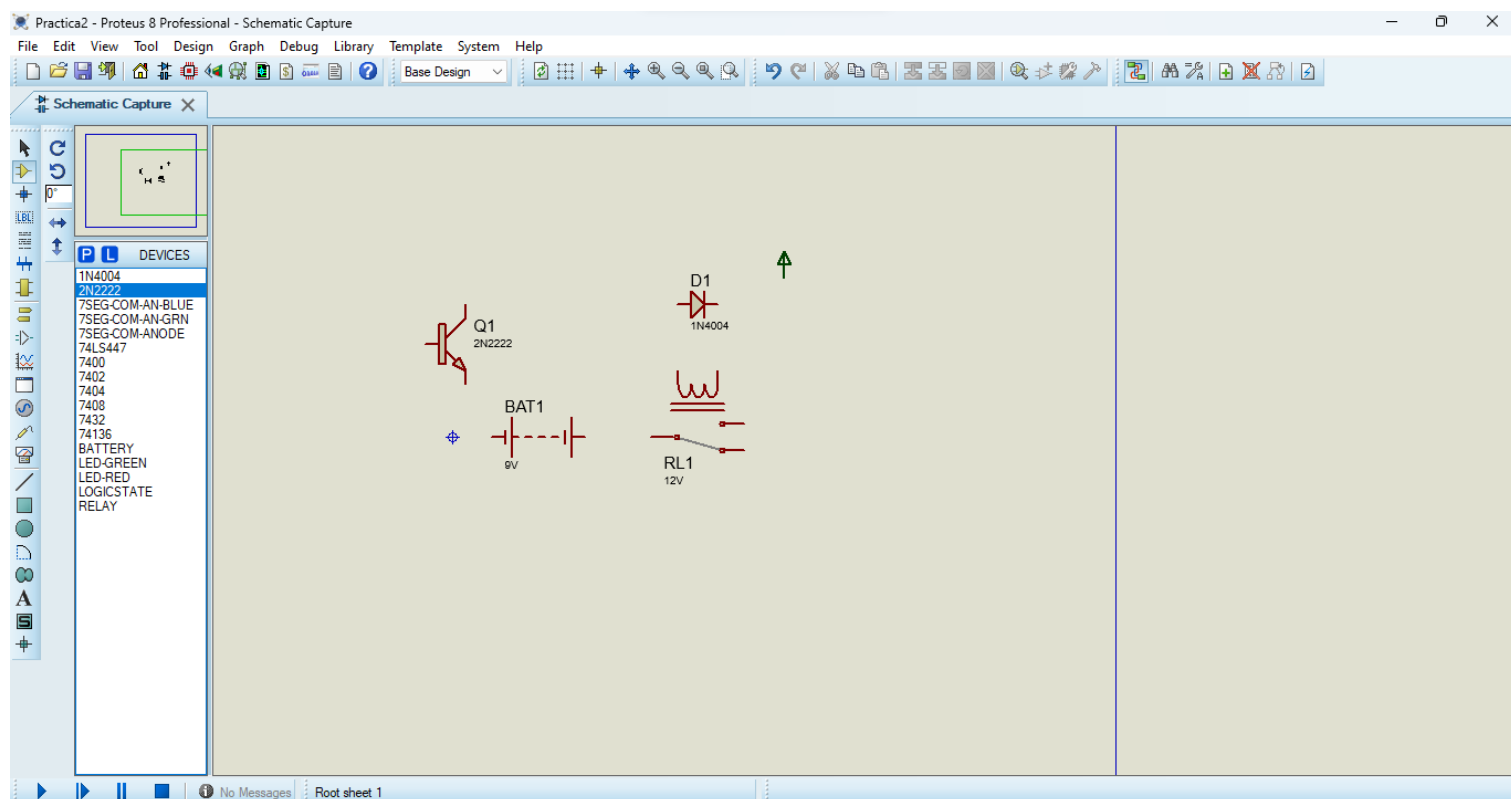 Practica2 - Proteus 8 Professional - Schematic Capture
File Edit View Tool Design Graph Debug Library Template System Help
Base Design
Schematic Capture
0°
LBL
P L DEVICES
1N4004
2N2222
7SEG-COM-AN-BLUE
7SEG-COM-AN-GRN
7SEG-COM-ANODE
74LS447
7400
7402
7404
7408
7432
74136
BATTERY
LED-GREEN
LED-RED
LOGICSTATE
RELAY
A
S
D1
1N4004
Q1
2N2222
BAT1
9V
RL1
12V
No Messages
Root sheet 1